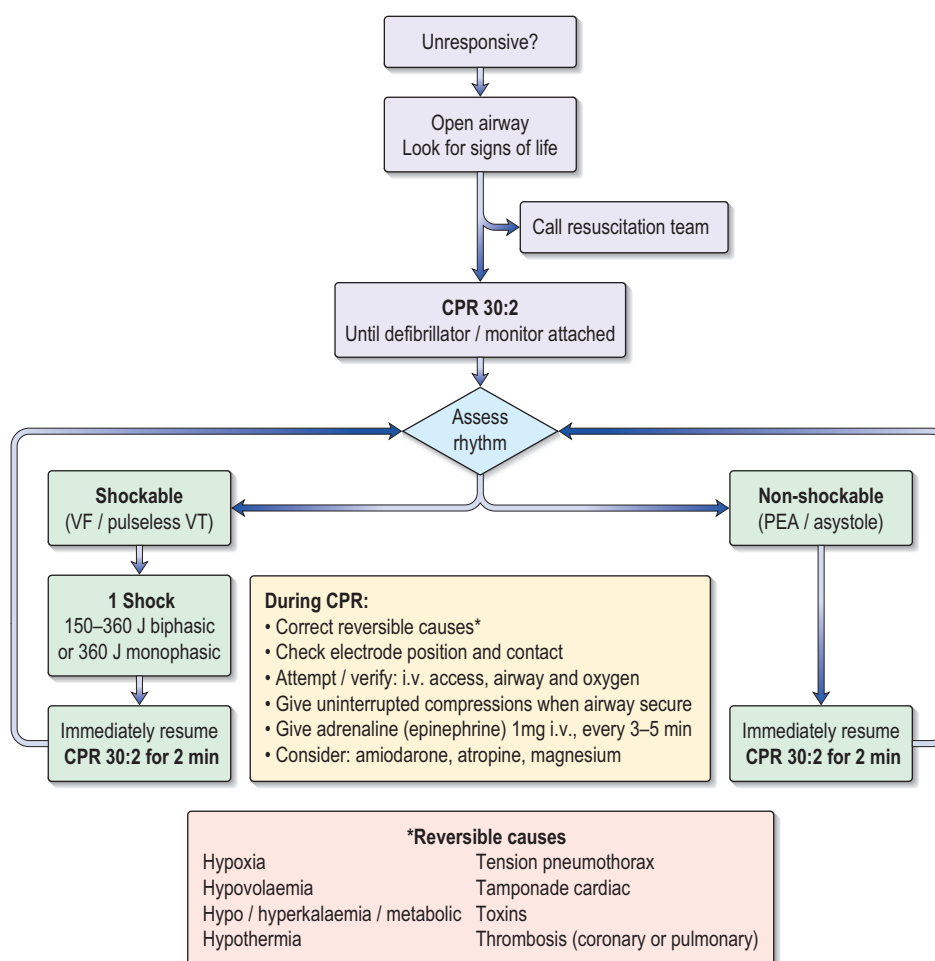 Unresponsive?
Open airway
Look for signs of life
Call resuscitation team
CPR 30:2
Until defibrillator / monitor attached
Assess
rhythm
Shockable
(VF / pulseless VT)
1 Shock
150–360 J biphasic
or 360 J monophasic
Immediately resume
CPR 30:2 for 2 min
During CPR:
• Correct reversible causes*
• Check electrode position and contact
• Attempt / verify: i.v. access, airway and oxygen
• Give uninterrupted compressions when airway secure
• Give adrenaline (epinephrine) 1mg i.v., every 3–5 min
• Consider: amiodarone, atropine, magnesium
Non-shockable
(PEA / asystole)
Immediately resume
CPR 30:2 for 2 min
*Reversible causes
Hypoxia
Hypovolaemia
Hypo / hyperkalaemia / metabolic
Hypothermia
Tension pneumothorax
Tamponade cardiac
Toxins
Thrombosis (coronary or pulmonary)